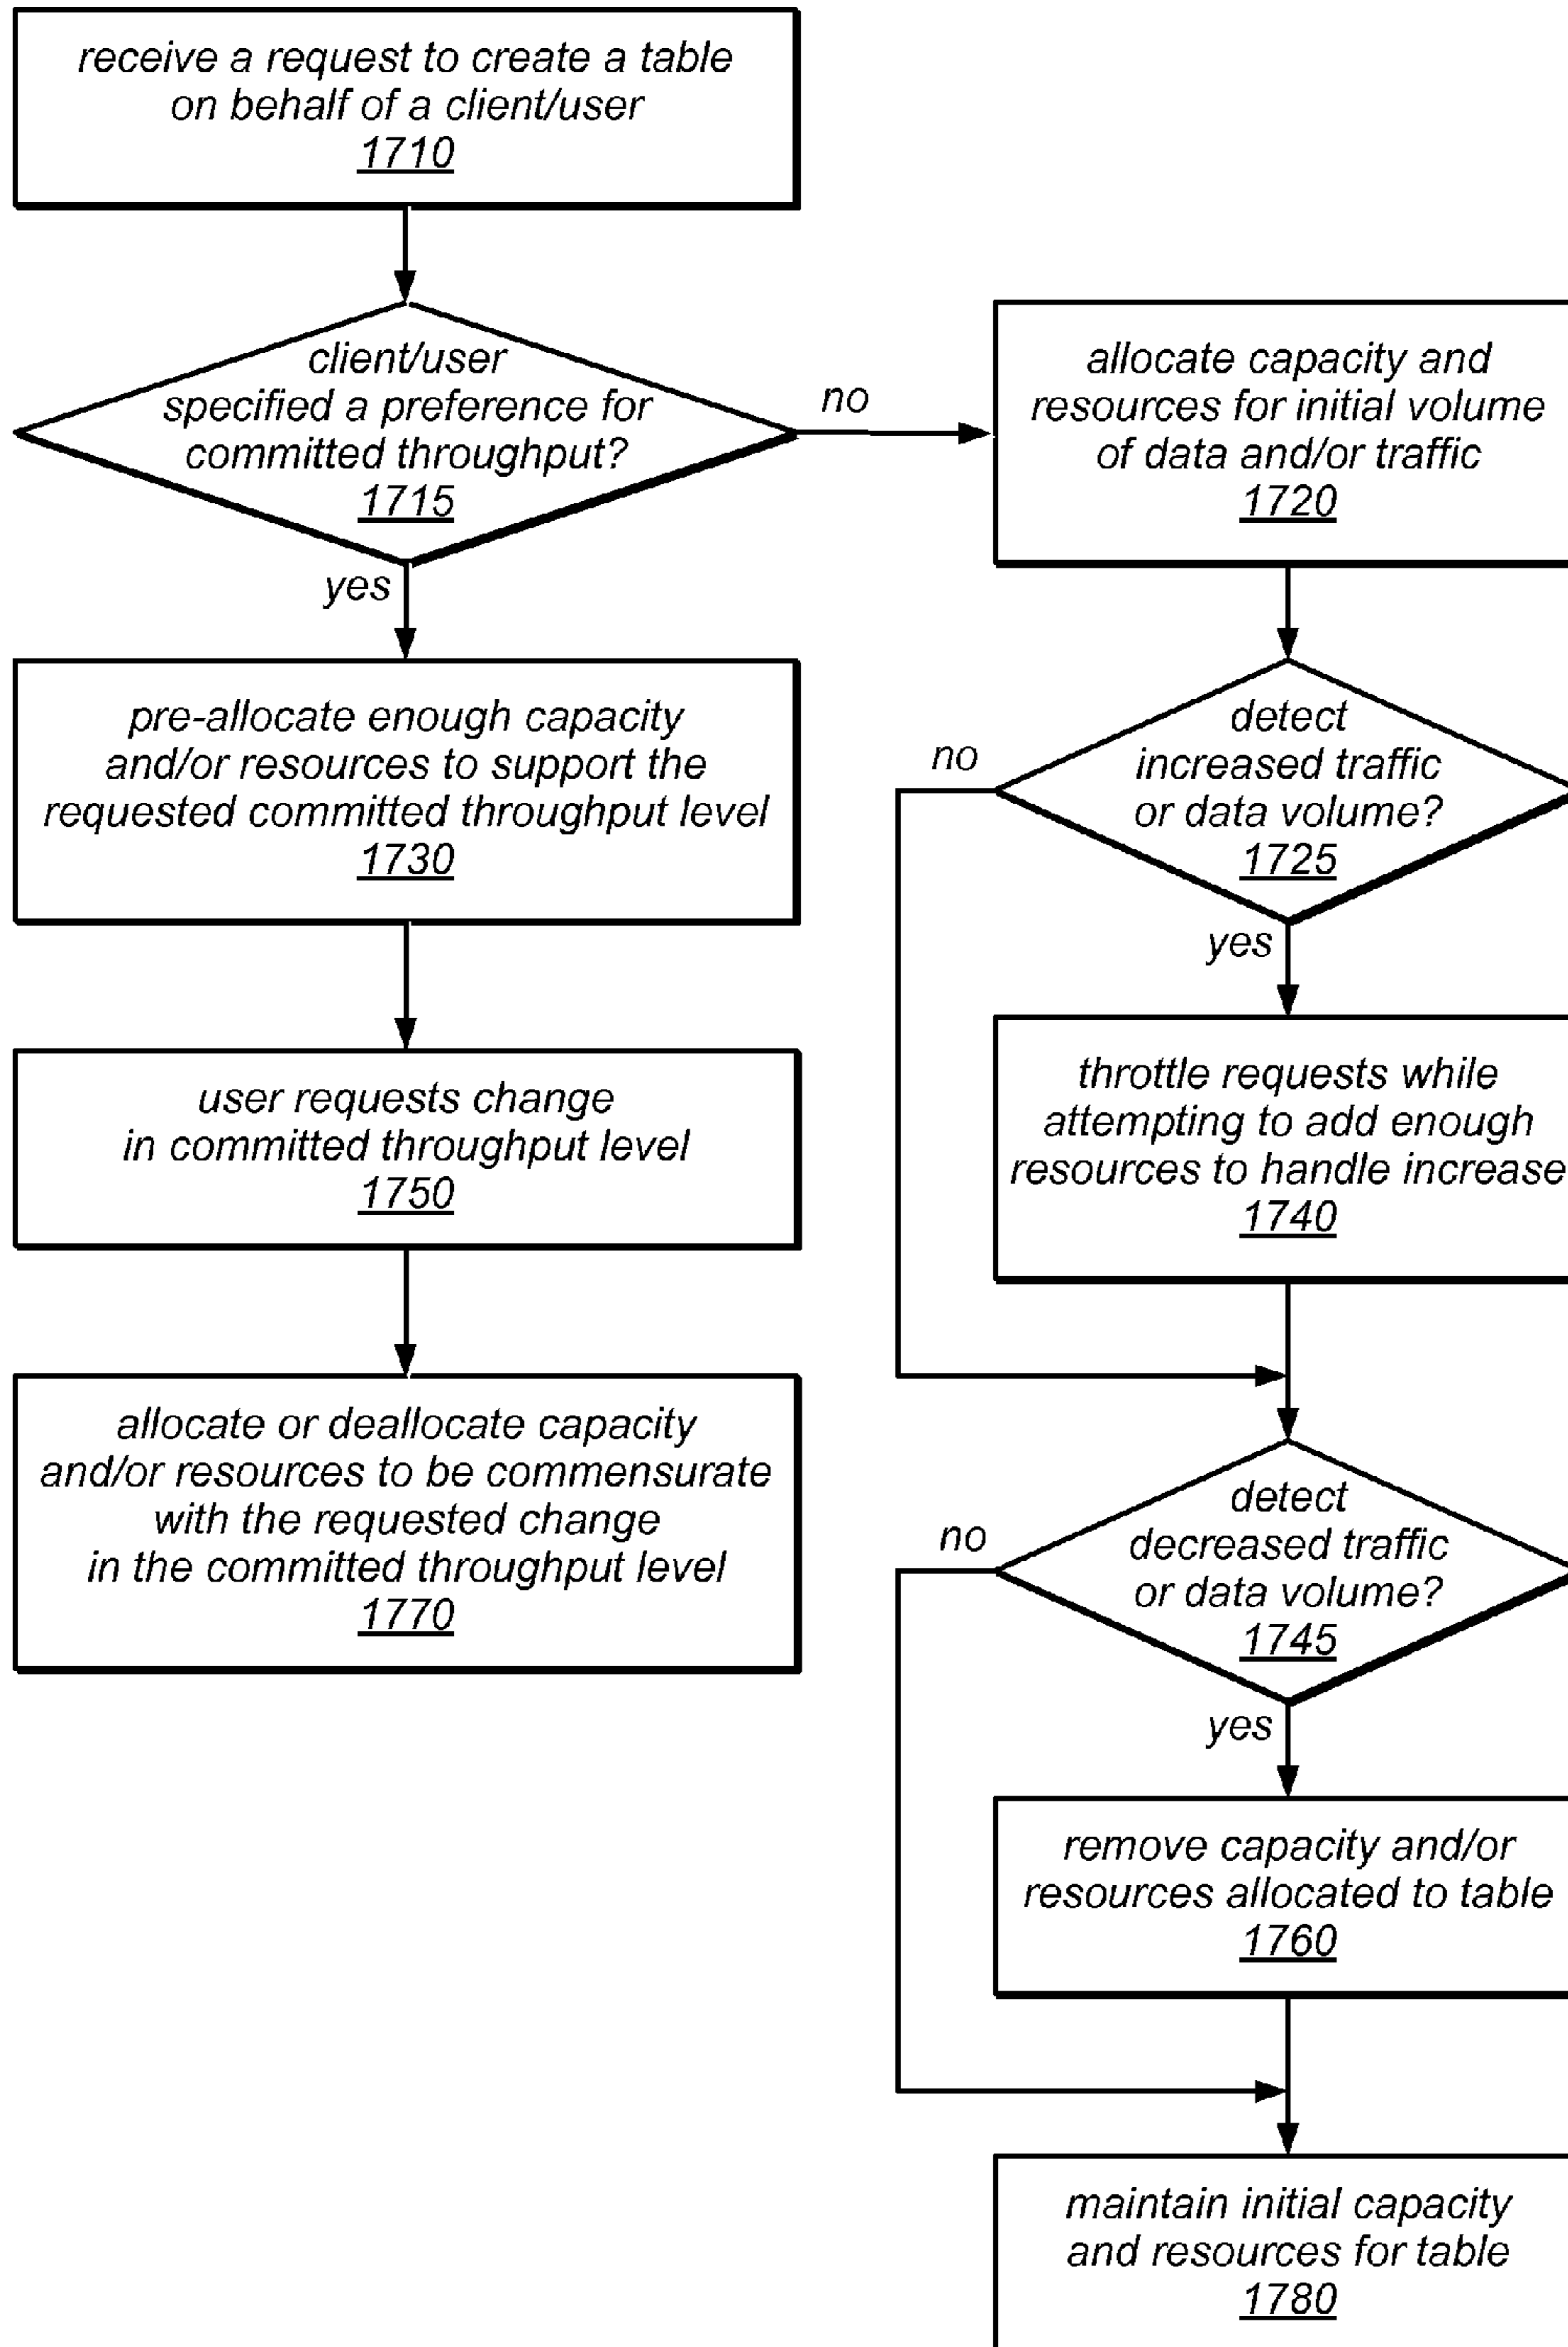 receive a request to create a table
on behalf of a client/user
1710
client/user
specified a preference for
committed throughput?
1715
no
yes
allocate capacity and
resources for initial volume
of data and/or traffic
1720
pre-allocate enough capacity
and/or resources to support the
requested committed throughput level
1730
detect
increased traffic
or data volume?
1725
no
yes
user requests change
in committed throughput level
1750
throttle requests while
attempting to add enough
resources to handle increase
1740
allocate or deallocate capacity
and/or resources to be commensurate
with the requested change
in the committed throughput level
1770
detect
decreased traffic
or data volume?
1745
no
yes
remove capacity and/or
resources allocated to table
1760
maintain initial capacity
and resources for table
1780